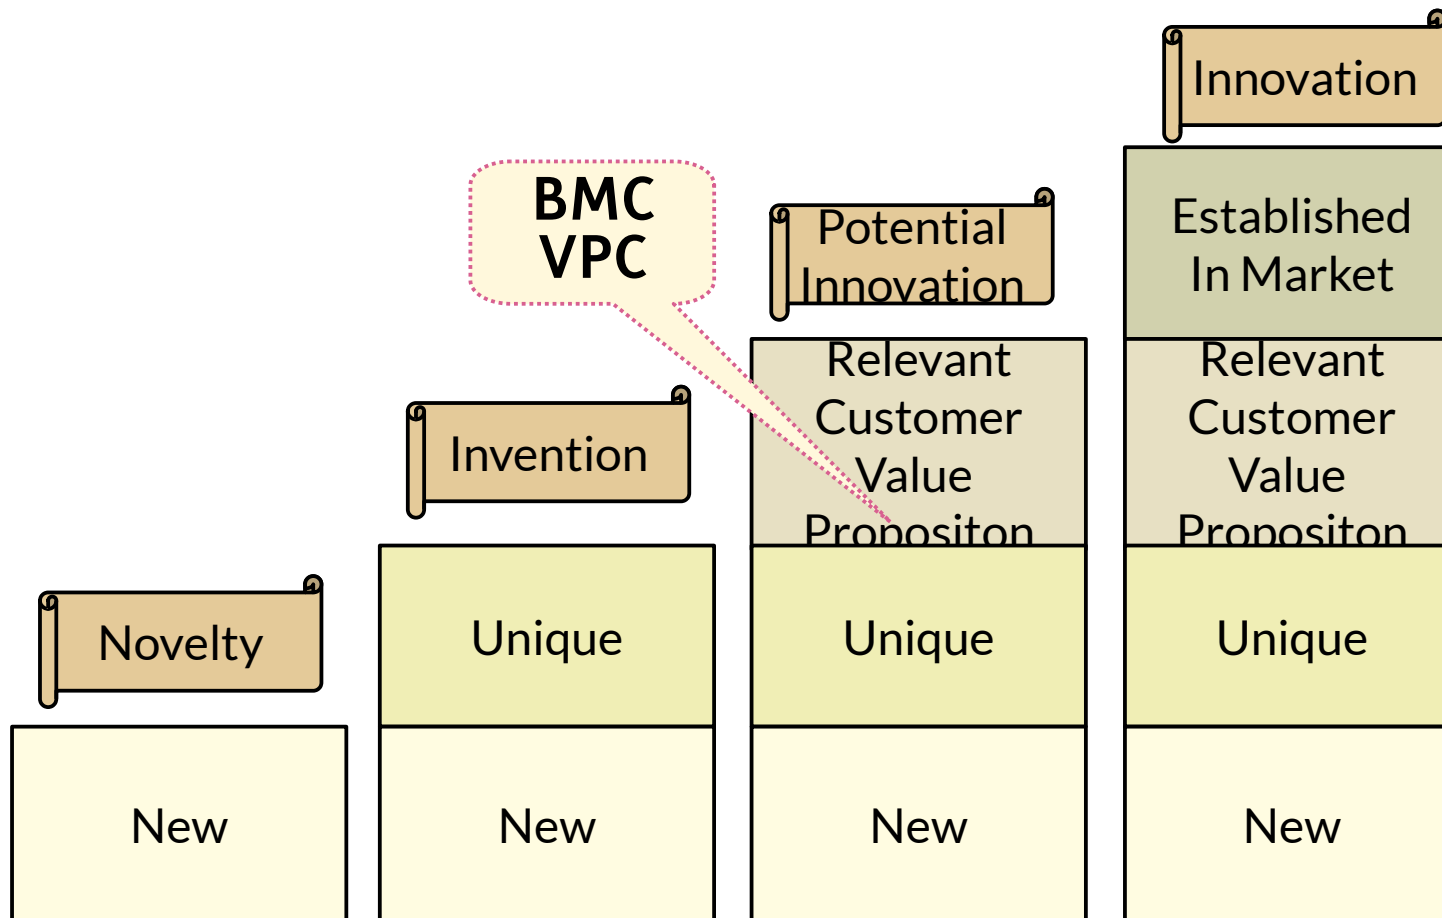 Innovation
Established
In Market
Relevant
Customer
Value
Propositon
Unique
New
BMC
VPC
Potential
Innovation
Relevant
Customer
Value
Propositon
Unique
New
Invention
Unique
New
Novelty
New